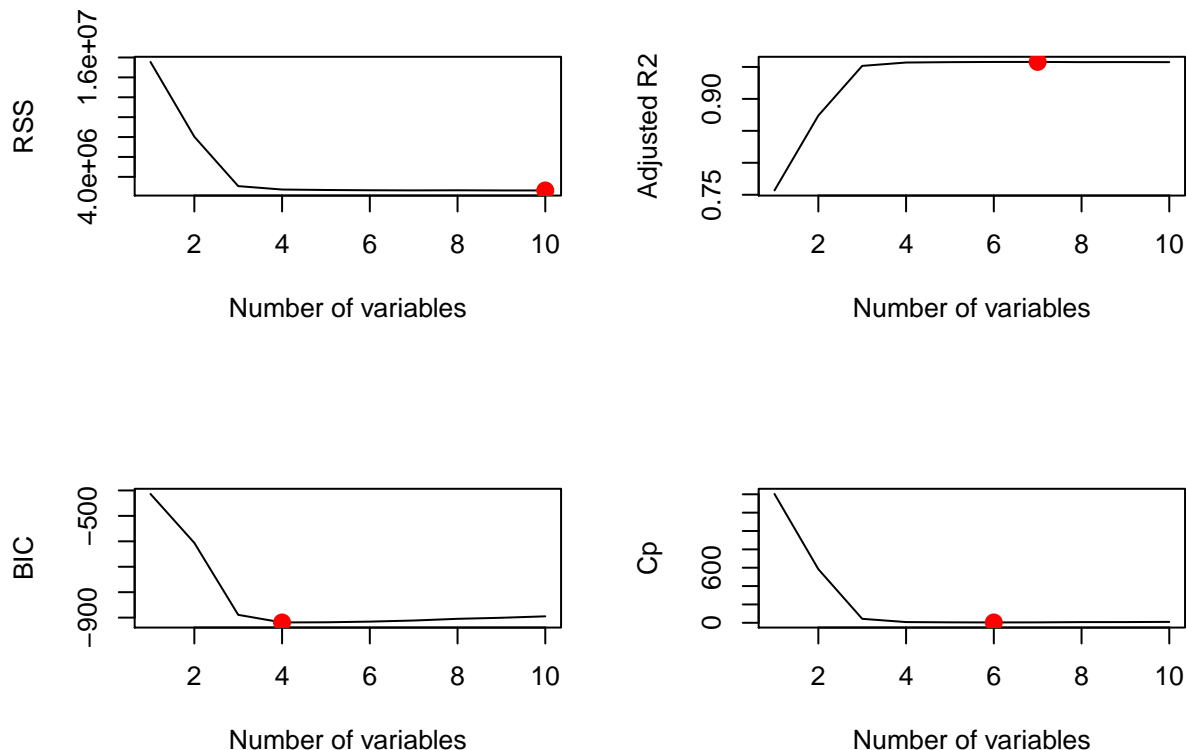 RSS
4.0e+06 1.6e+07
2 4 6 8 10
Number of variables
Adjusted R2
0.75 0.90
2 4 6 8 10
Number of variables
BIC
−900 −500
2 4 6 8 10
Number of variables
Cp
0 600
2 4 6 8 10
Number of variables